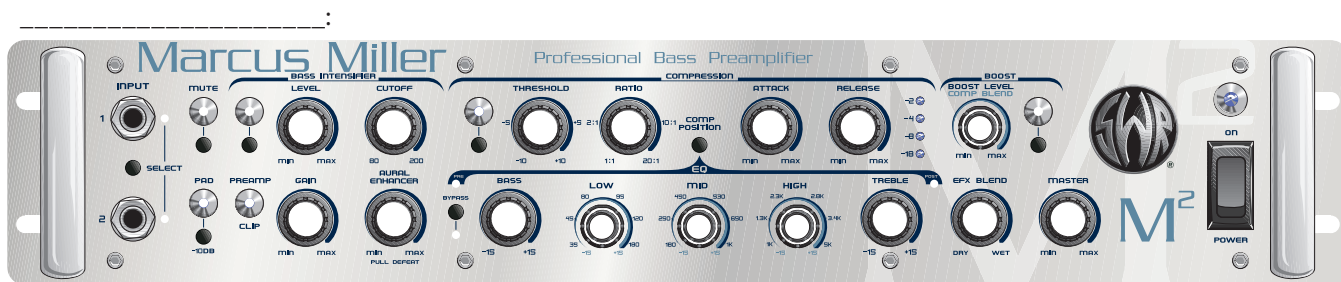 ____________________:
Marcus Miller
Professional Bass Preamplifier
BASS INTENSIFIER
COMPRESSION
BOOST
INPUT
MUTE
LEVEL
CUTOFF
THRESHOLD
RATIO
ATTACK
RELEASE
BOOST LEVEL
COMP BLEND
1
-5 +5
2:1 10:1
COMP
POSITION
-2
-4
-8
-18
min max
80 200
-10 +10
1:1 20:1
min max
min max
min max
SWR
®
ON
SELECT
PAD
PREAMP
GAIN
AURAL
ENHANCER
PRE
EQ
POST
BYPASS
BASS
LOW
MID
HIGH
TREBLE
EFX BLEND
MASTER
2
CLIP
-10DB
min max
min max
PULL DEFEAT
-15 +15
80 95
45 120
35 180
-15 +15
450 530
290 650
180 1K
-15 +15
2.3K 2.8K
1.3K 3.4K
1K 5K
-15 +15
-15 +15
DRY WET
min max
M2
POWER